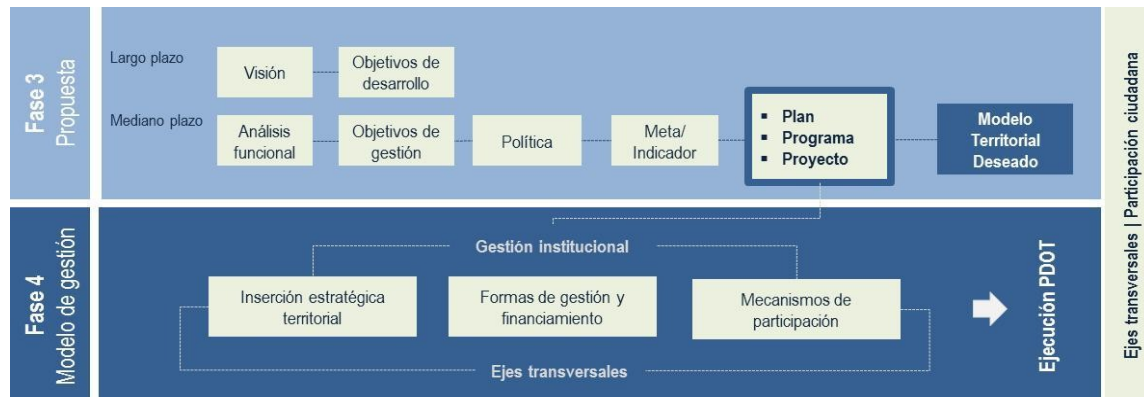 Fase 3
Propuesta
Largo plazo
Visión
Objetivos de
desarrollo
Mediano plazo
Análisis
funcional
Objetivos de
gestión
Política
Meta/
Indicador
▪ Plan
▪ Programa
▪ Proyecto
Modelo
Territorial
Deseado
Fase 4
Modelo de gestión
Gestión institucional
Inserción estratégica
territorial
Formas de gestión y
financiamiento
Mecanismos de
participación
Ejes transversales
Ejecución PDOT
Ejes transversales | Participación ciudadana